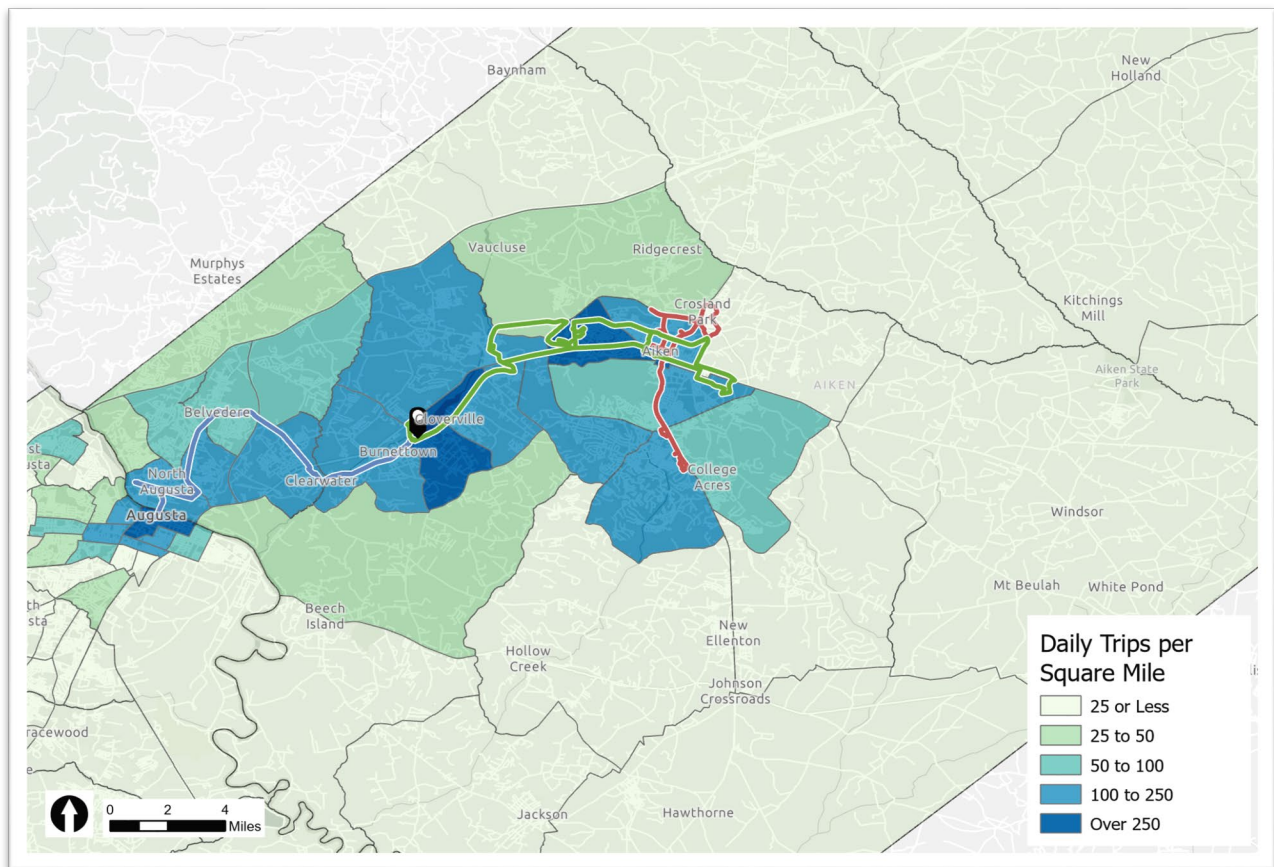 Baynham
New
Holland
Vaucluse
Ridgecrest
Murphys
Estates
Crosland
Park
Kitchings
Mill
Aiken
AIKEN
Aiken State
Park
Belvedere
Gloverville
Burnettown
North
Augusta
Clearwater
College
Acres
Augusta
Windsor
Mt Beulah
White Pond
Beech
Island
New
Ellenton
Hollow
Creek
Johnson
Crossroads
Jackson
Hawthorne
Daily Trips per
Square Mile
25 or Less
25 to 50
50 to 100
100 to 250
Over 250
0 2 4
Miles